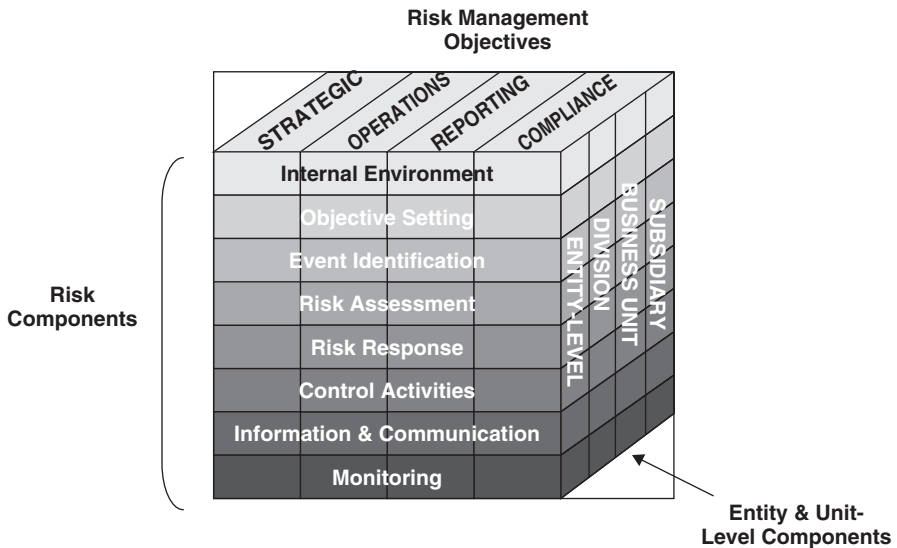 Risk Management
Objectives
STRATEGIC
OPERATIONS
REPORTING
COMPLIANCE
Internal Environment
Objective Setting
Event Identification
Risk Assessment
Risk Response
Control Activities
Information & Communication
Monitoring
ENTITY-LEVEL
DIVISION
BUSINESS UNIT
SUBSIDIARY
Risk
Components
Entity & Unit-
Level Components